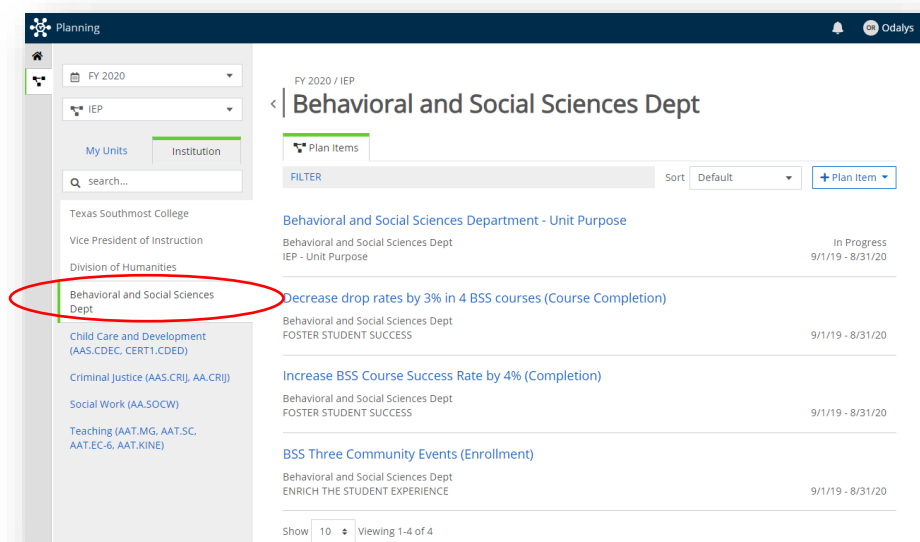 Planning
OR Odalys
FY 2020
IEP
My Units Institution
search...
Texas Southmost College
Vice President of Instruction
Division of Humanities
Behavioral and Social Sciences
Dept
Child Care and Development
(AAS.CDEC, CERT1.CDED)
Criminal Justice (AAS.CRIJ, AA.CRIJ)
Social Work (AA.SOCW)
Teaching (AAT.MG, AAT.SC,
AAT.EC-6, AAT.KINE)
FY 2020 / IEP
Behavioral and Social Sciences Dept
Plan Items
FILTER Sort Default + Plan Item
Behavioral and Social Sciences Department - Unit Purpose
Behavioral and Social Sciences Dept In Progress
IEP - Unit Purpose 9/1/19 - 8/31/20
Decrease drop rates by 3% in 4 BSS courses (Course Completion)
Behavioral and Social Sciences Dept
FOSTER STUDENT SUCCESS 9/1/19 - 8/31/20
Increase BSS Course Success Rate by 4% (Completion)
Behavioral and Social Sciences Dept
FOSTER STUDENT SUCCESS 9/1/19 - 8/31/20
BSS Three Community Events (Enrollment)
Behavioral and Social Sciences Dept
ENRICH THE STUDENT EXPERIENCE 9/1/19 - 8/31/20
Show 10 Viewing 1-4 of 4